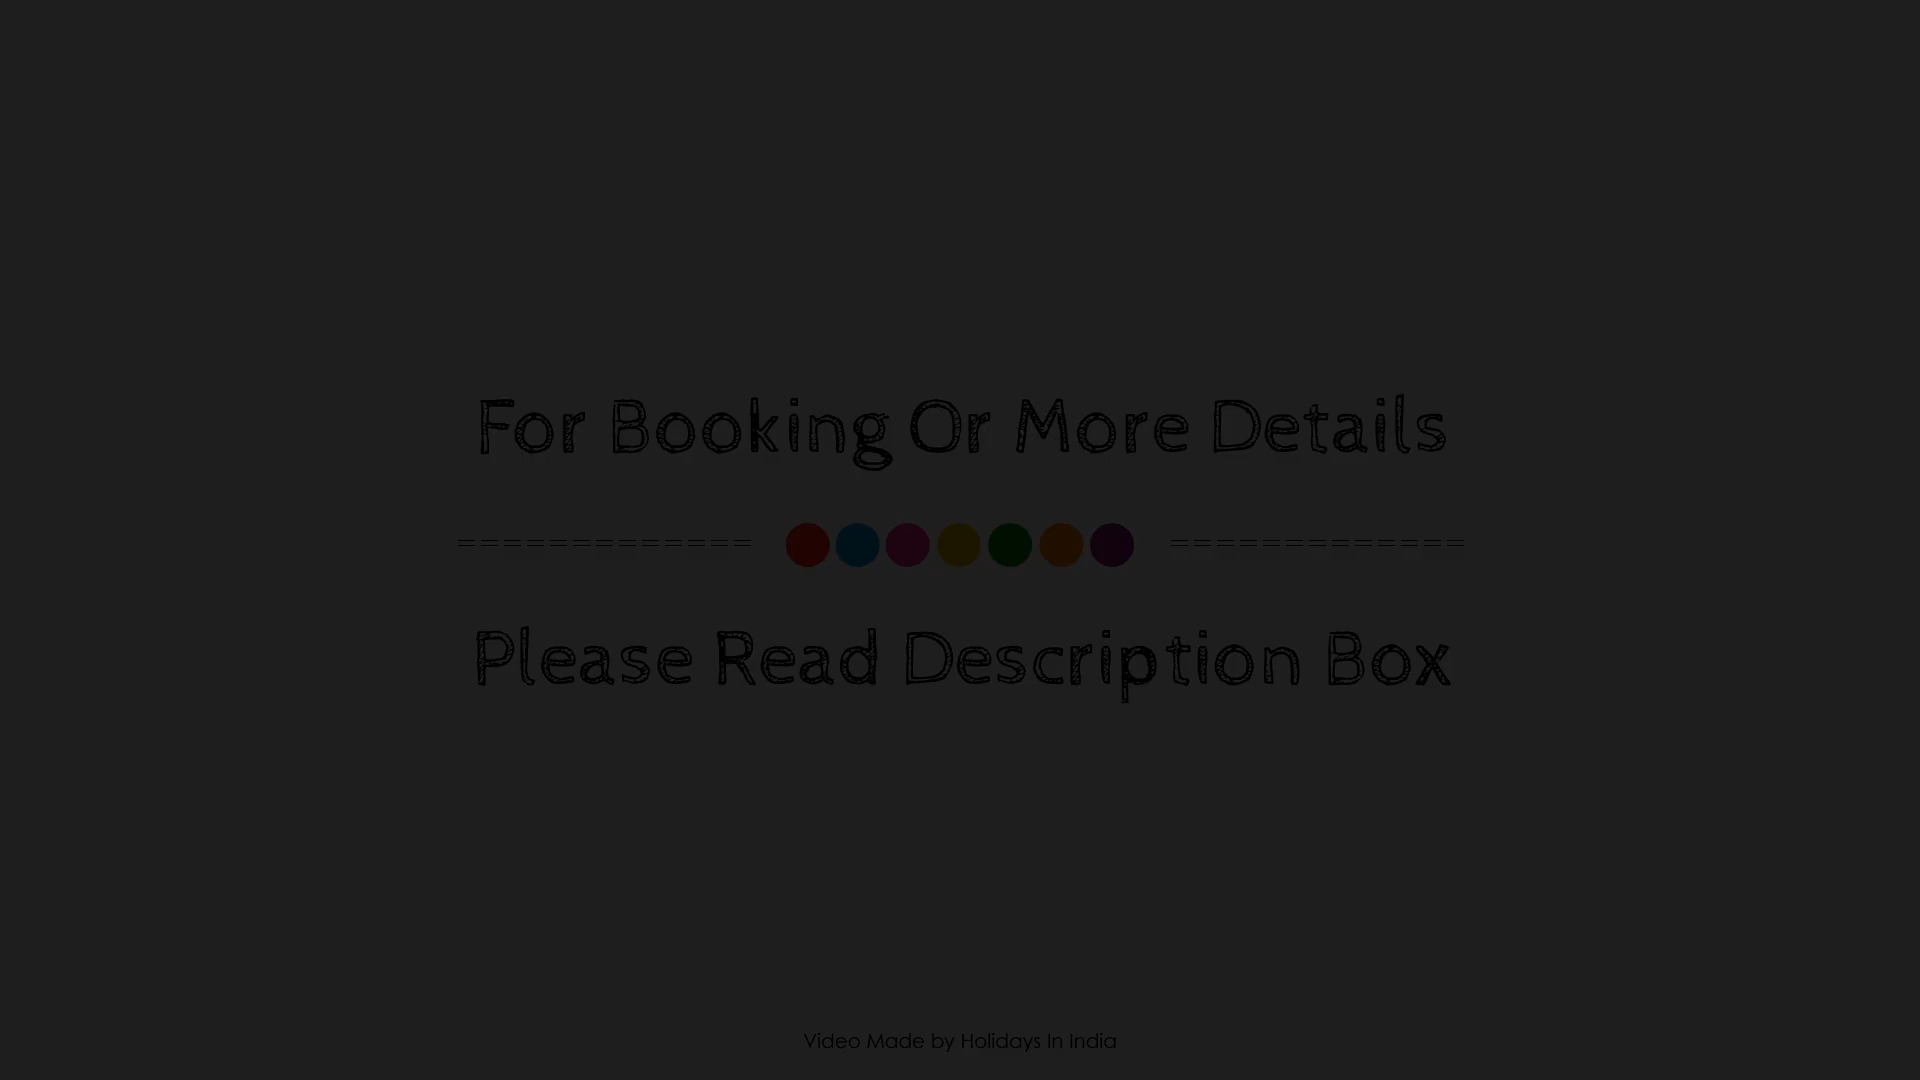 For Booking Or More Details
============= =============
Please Read Description Box
Video Made by Holidays In India